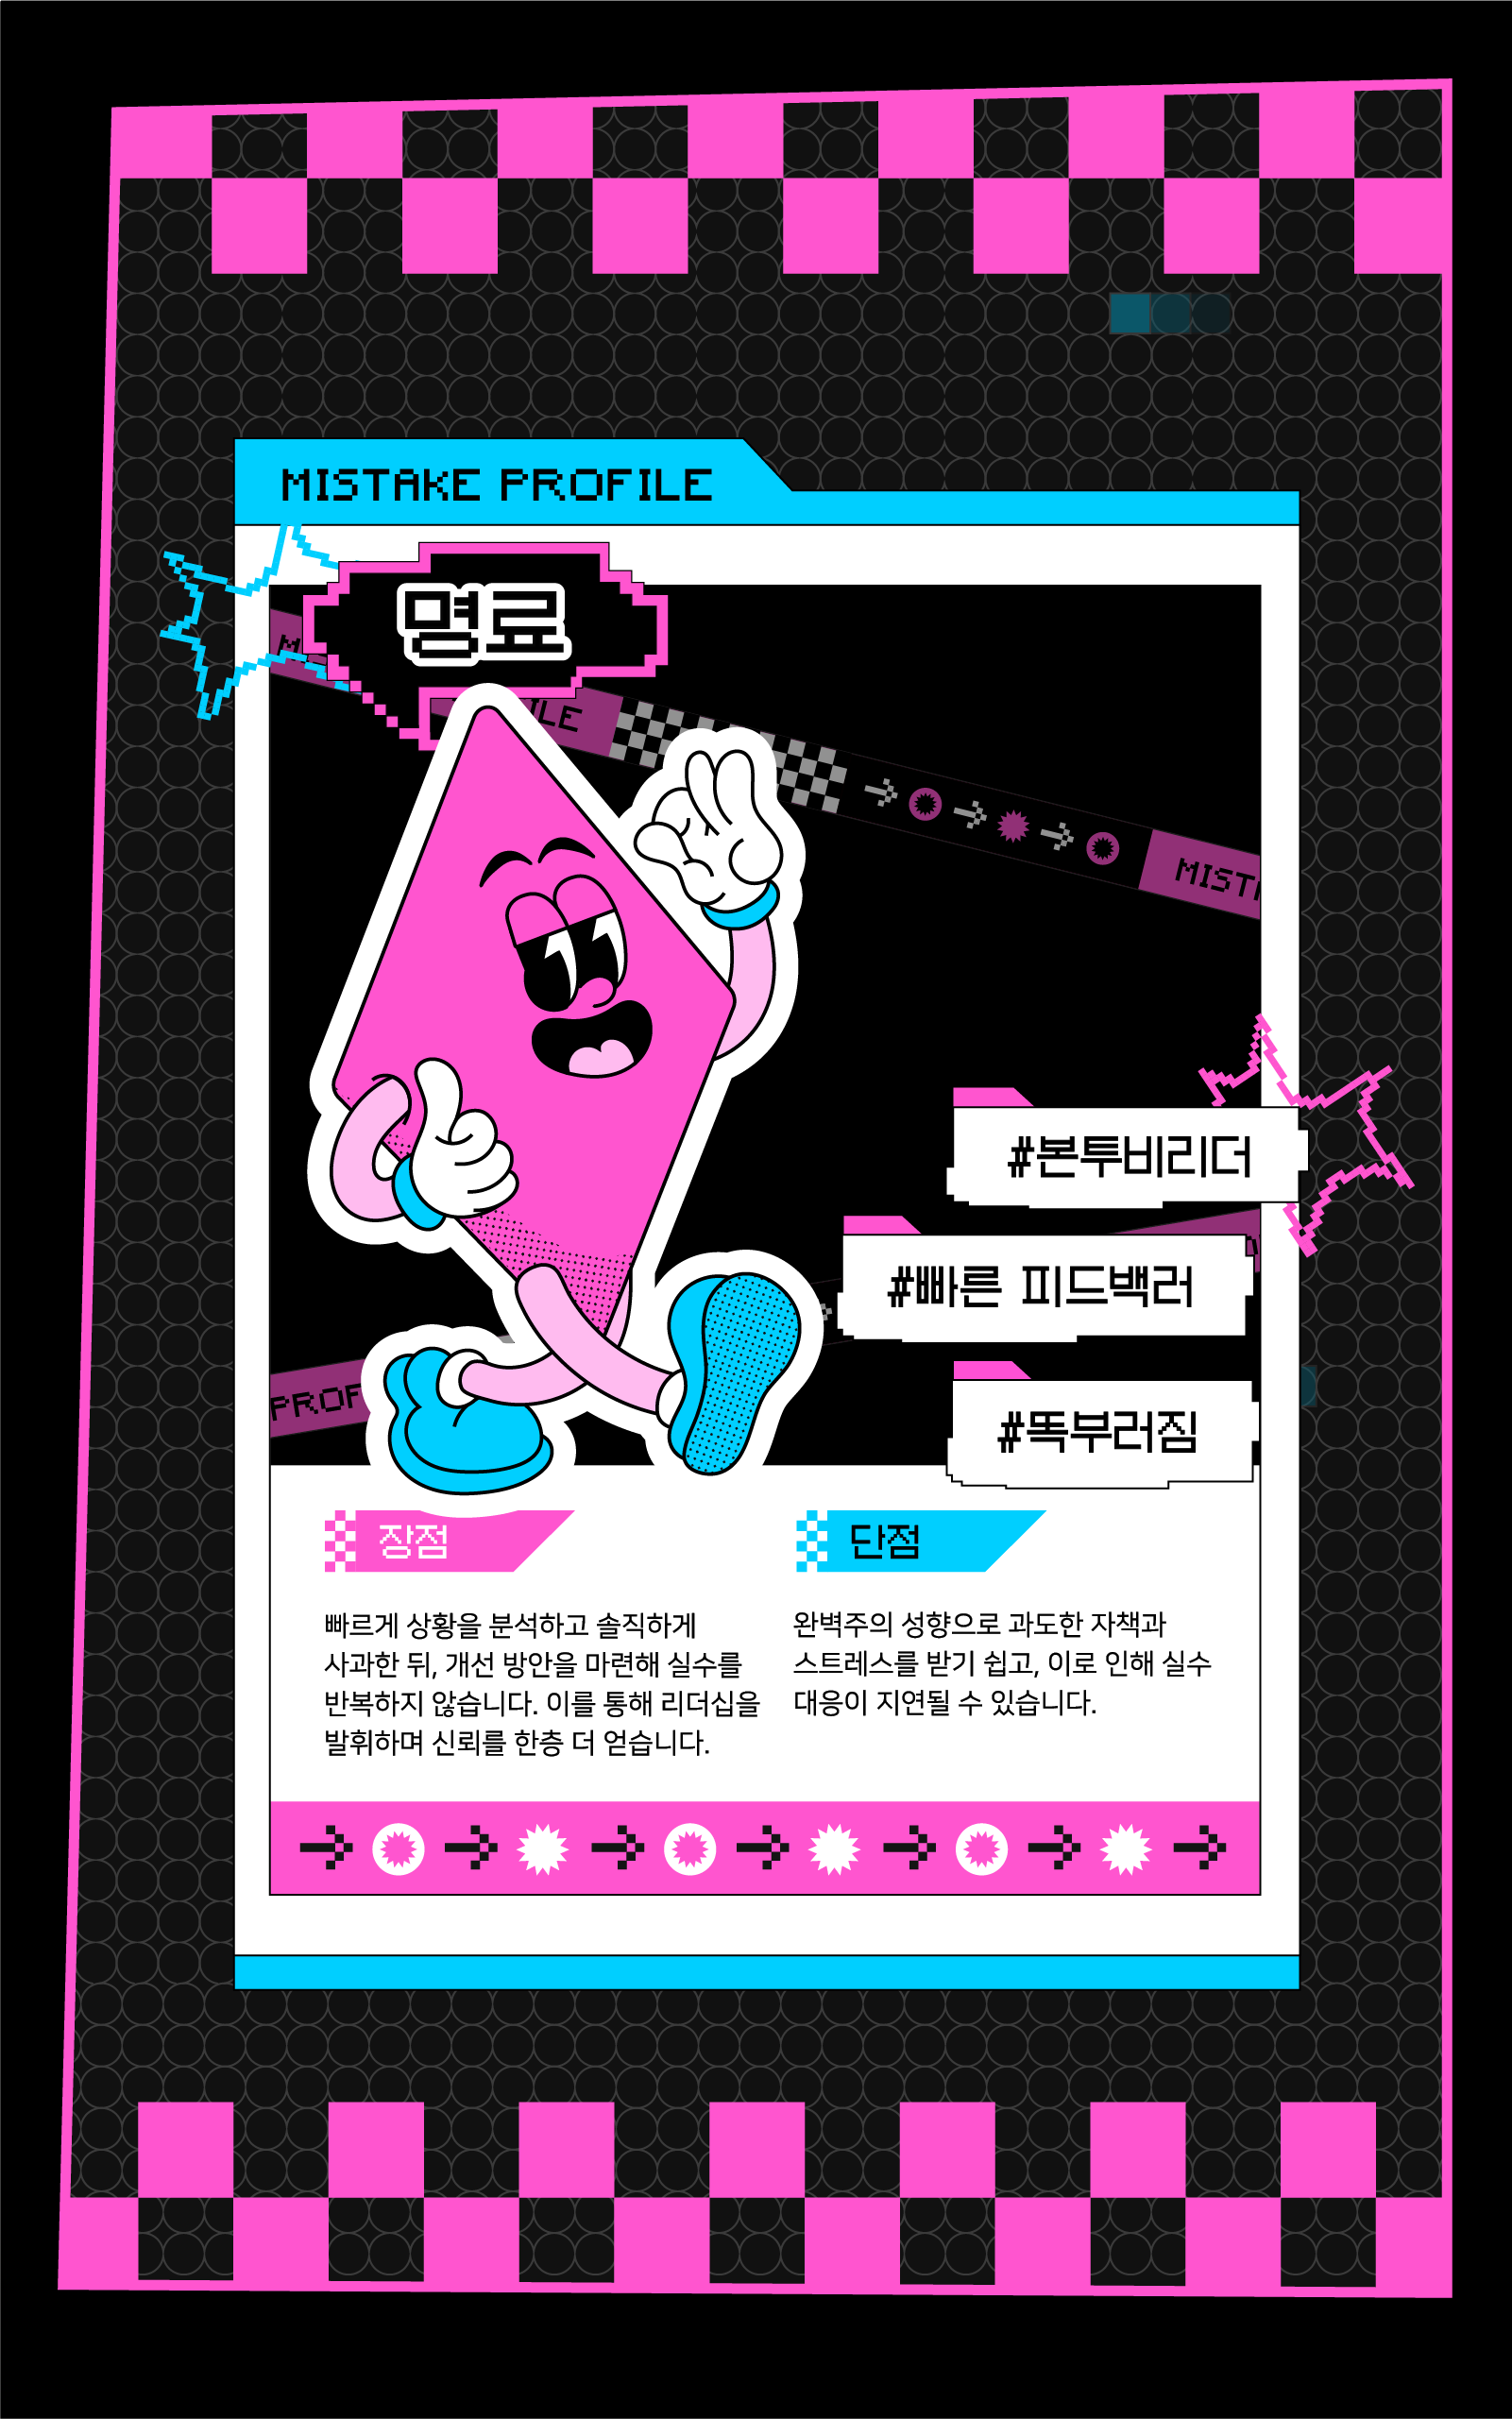 MISTAKE PROFILE
명료
MISTA
PROF
#본투비리더
#빠른 피드백러
#똑부러짐
장점
빠르게 상황을 분석하고 솔직하게
사과한 뒤, 개선 방안을 마련해 실수를
반복하지 않습니다. 이를 통해 리더십을
발휘하며 신뢰를 한층 더 얻습니다.
단점
완벽주의 성향으로 과도한 자책과
스트레스를 받기 쉽고, 이로 인해 실수
대응이 지연될 수 있습니다.